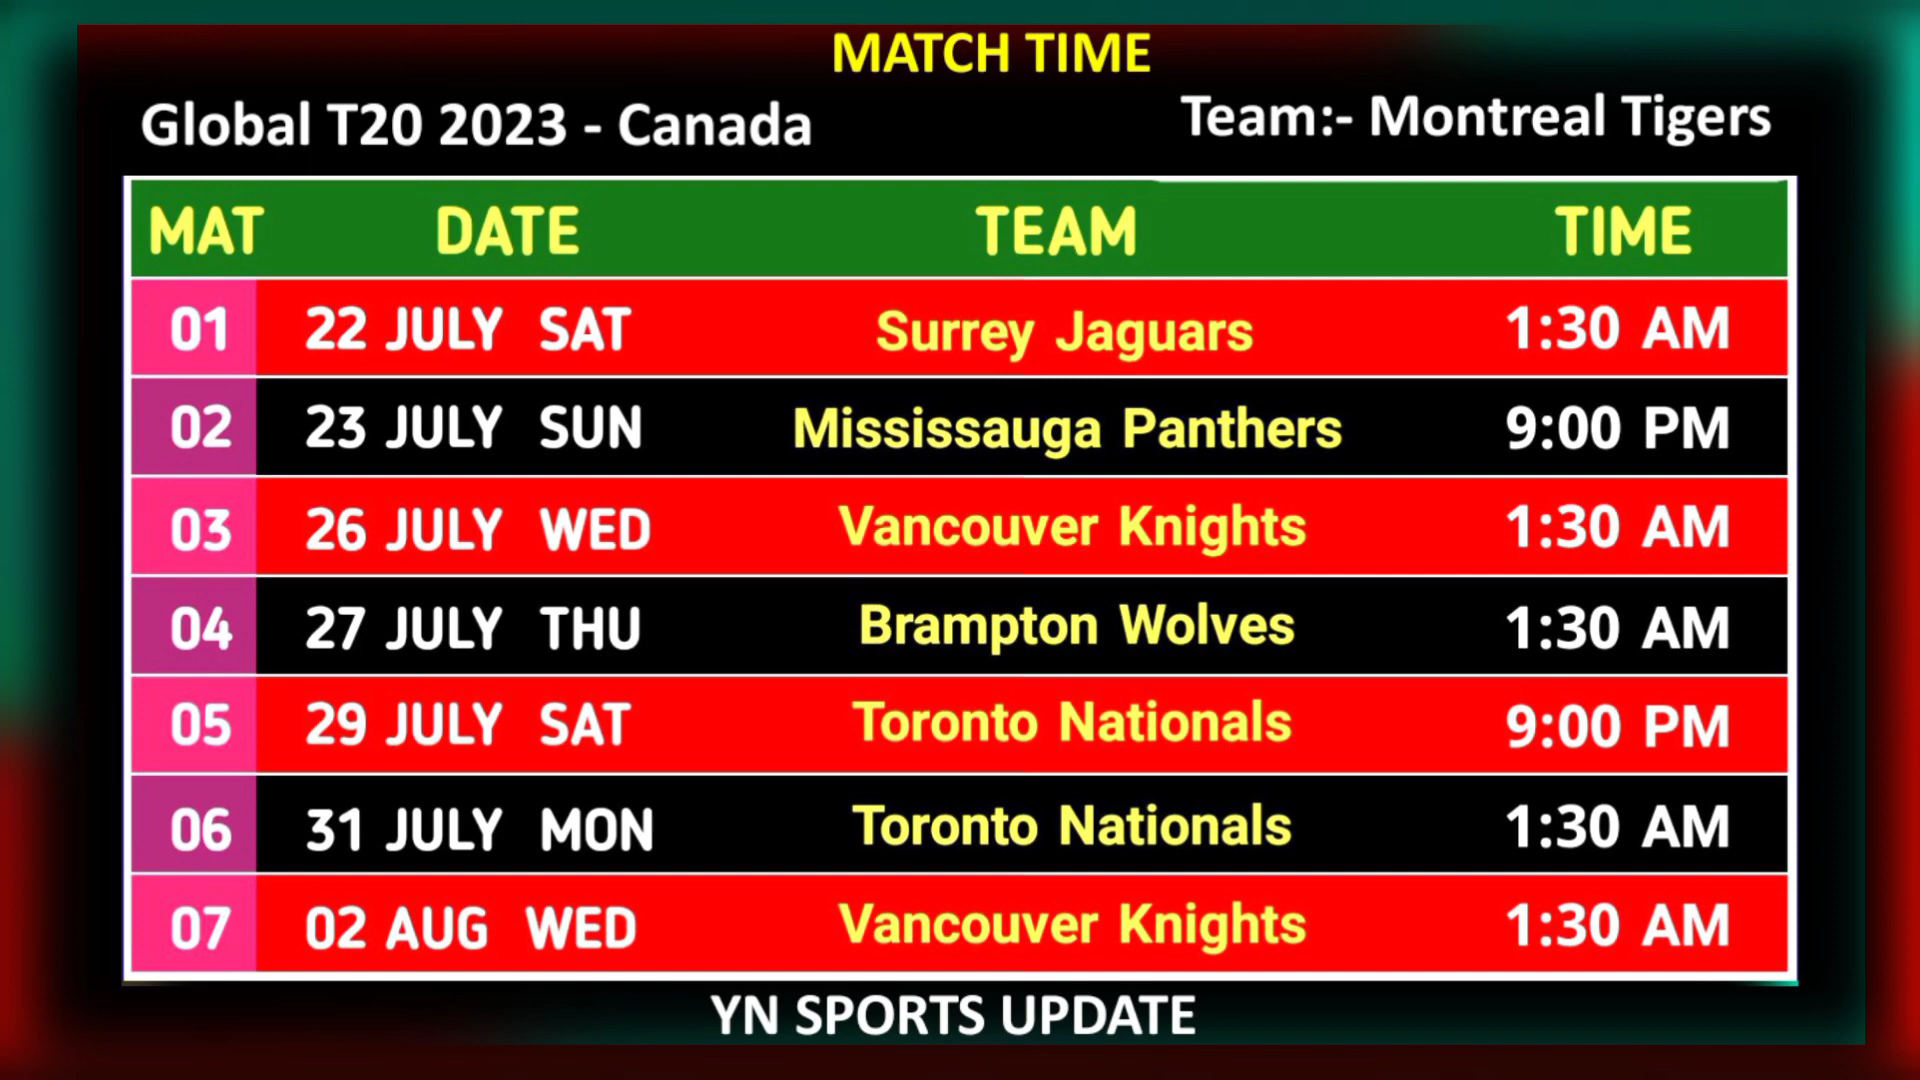 MATCH TIME
Global T20 2023 - Canada
Team:- Montreal Tigers
MAT DATE TEAM TIME
01 22 JULY SAT Surrey Jaguars 1:30 AM
02 23 JULY SUN Mississauga Panthers 9:00 PM
03 26 JULY WED Vancouver Knights 1:30 AM
04 27 JULY THU Brampton Wolves 1:30 AM
05 29 JULY SAT Toronto Nationals 9:00 PM
06 31 JULY MON Toronto Nationals 1:30 AM
07 02 AUG WED Vancouver Knights 1:30 AM
YN SPORTS UPDATE